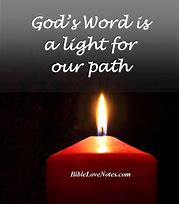 God's Word is
a light for
our path
BibleLoveNotes.com